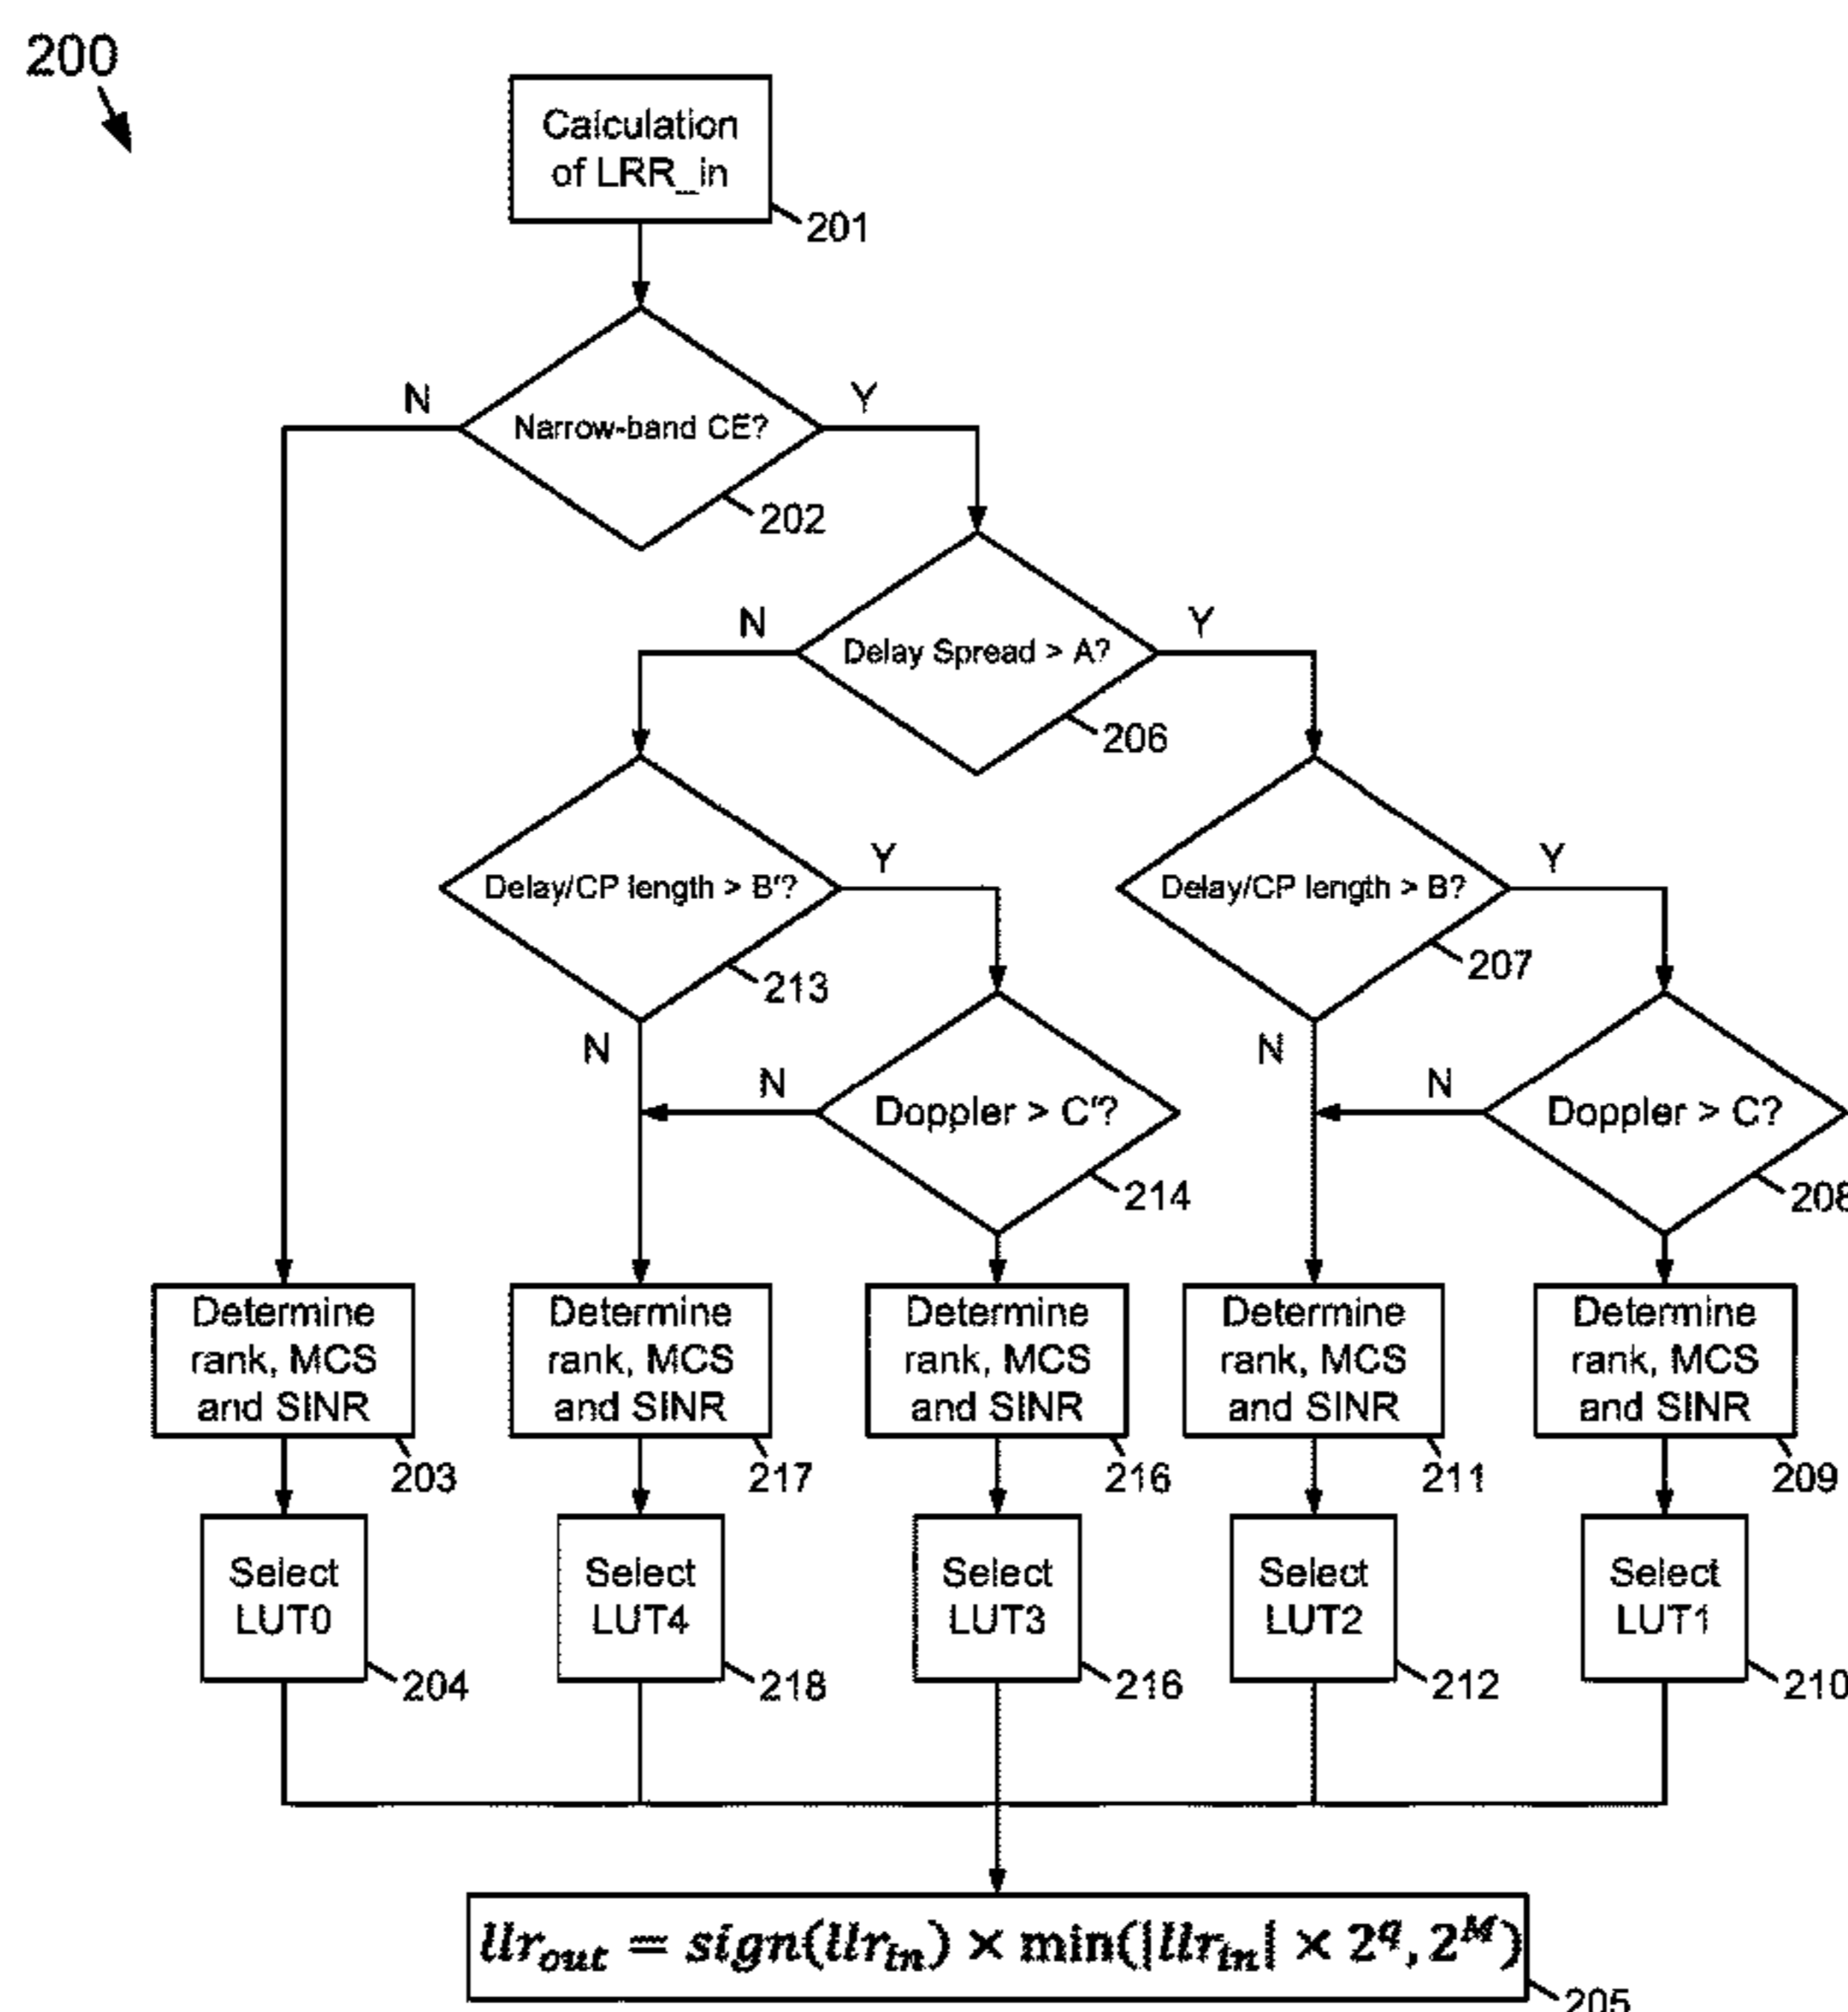 200
Calculation
of LRR_in
201
N
Y
Narrow-band CE?
202
N
Y
Delay Spread > A?
206
Y
Y
Delay/CP length > B'?
Delay/CP length > B?
213
207
N
N
N
N
Doppler > C'?
Doppler > C?
214
208
Determine
rank, MCS
and SINR
203
Determine
rank, MCS
and SINR
217
Determine
rank, MCS
and SINR
216
Determine
rank, MCS
and SINR
211
Determine
rank, MCS
and SINR
209
Select
LUT0
204
Select
LUT4
218
Select
LUT3
216
Select
LUT2
212
Select
LUT1
210
llr_out = sign(llr_in) × min(|llr_in| × 2^q, 2^M)
205